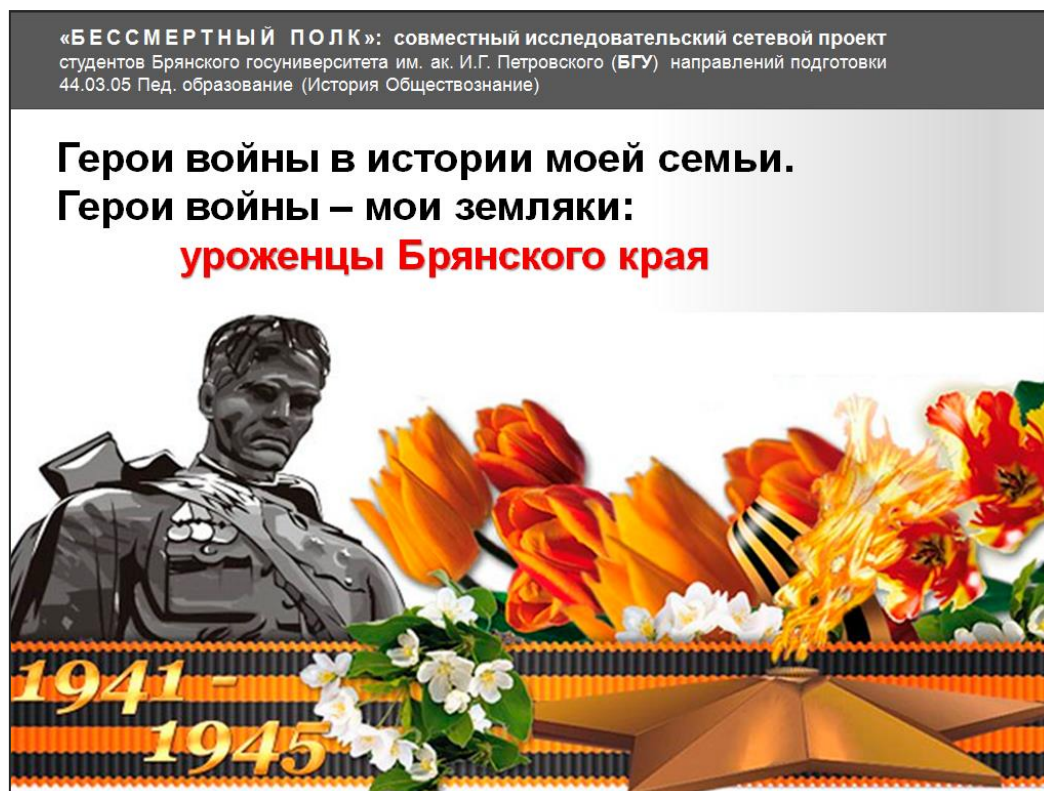 «БЕССМЕРТНЫЙ ПОЛК»: совместный исследовательский сетевой проект
студентов Брянского госуниверситета им. ак. И.Г. Петровского (БГУ) направлений подготовки
44.03.05 Пед. образование (История Обществознание)
Герои войны в истории моей семьи.
Герои войны – мои земляки:
уроженцы Брянского края
1941 -
1945